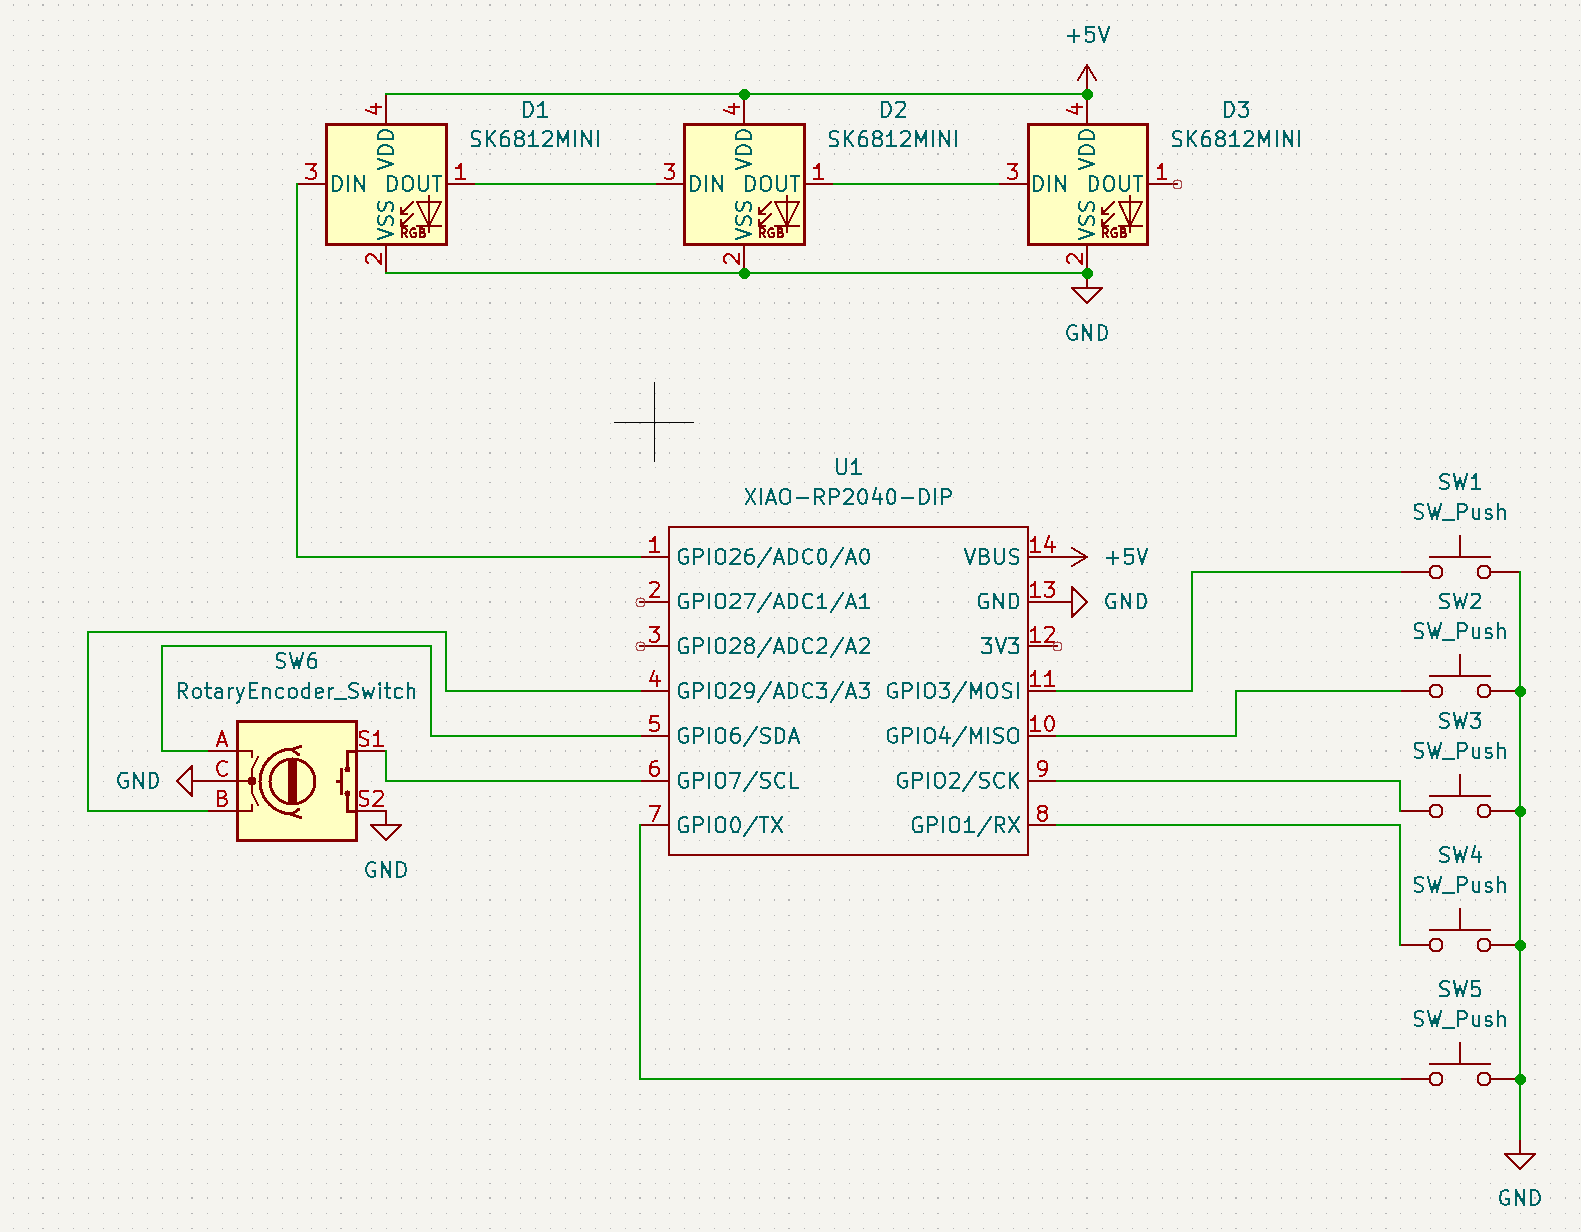 +5V
D1
SK6812MINI
4
VDD
3
DIN
DOUT
1
VSS
RGB
2
D2
SK6812MINI
4
VDD
3
DIN
DOUT
1
VSS
RGB
2
D3
SK6812MINI
4
VDD
3
DIN
DOUT
1
VSS
RGB
2
GND
U1
XIAO-RP2040-DIP
1
GPIO26/ADC0/A0
2
GPIO27/ADC1/A1
3
GPIO28/ADC2/A2
4
GPIO29/ADC3/A3
5
GPIO6/SDA
6
GPIO7/SCL
7
GPIO0/TX
VBUS
14
+5V
GND
13
GND
3V3
12
GPIO3/MOSI
11
GPIO4/MISO
10
GPIO2/SCK
9
GPIO1/RX
8
SW6
RotaryEncoder_Switch
A
C
B
GND
S1
S2
GND
SW1
SW_Push
SW2
SW_Push
SW3
SW_Push
SW4
SW_Push
SW5
SW_Push
GND